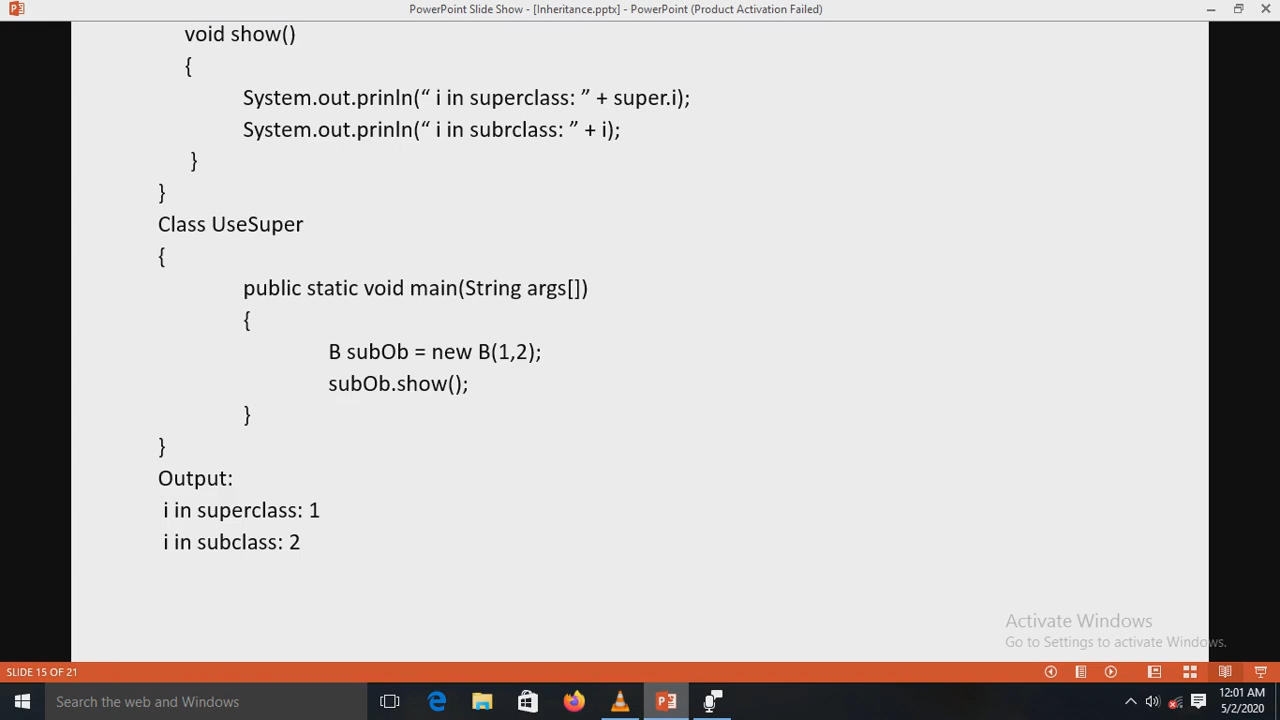 PowerPoint Slide Show - [Inheritance.pptx] - PowerPoint (Product Activation Failed)
void show()
{
System.out.prinln(“ i in superclass: ” + super.i);
System.out.prinln(“ i in subrclass: ” + i);
}
}
Class UseSuper
{
public static void main(String args[])
{
B subOb = new B(1,2);
subOb.show();
}
}
Output:
i in superclass: 1
i in subclass: 2
Activate Windows
Go to Settings to activate Windows.
SLIDE 15 OF 21
Search the web and Windows
12:01 AM
5/2/2020